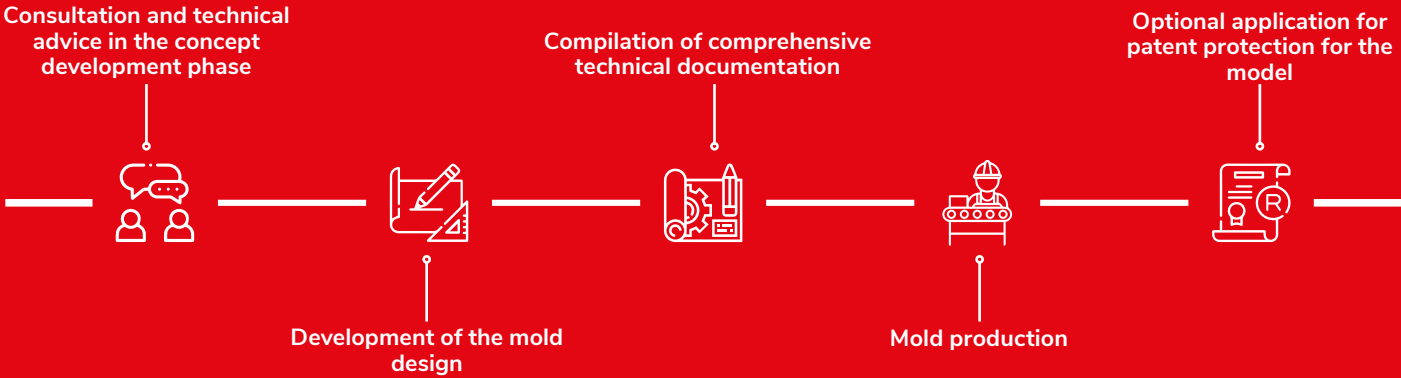 Consultation and technical
advice in the concept
development phase
Development of the mold
design
Compilation of comprehensive
technical documentation
Mold production
Optional application for
patent protection for the
model
R